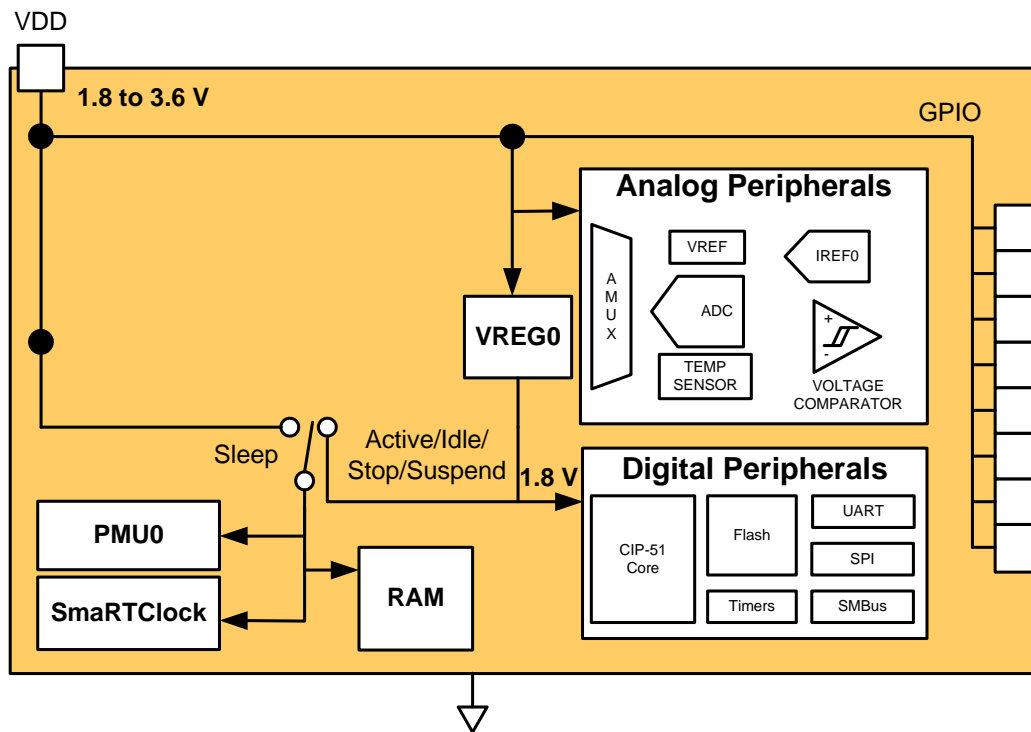 VDD
1.8 to 3.6 V
GPIO
Analog Peripherals
A
M
U
X
VREF
IREF0
ADC
TEMP
SENSOR
+
-
VOLTAGE
COMPARATOR
VREG0
Sleep
Active/Idle/
Stop/Suspend
1.8 V
Digital Peripherals
CIP-51
Core
Flash
Timers
UART
SPI
SMBus
PMU0
SmaRTClock
RAM